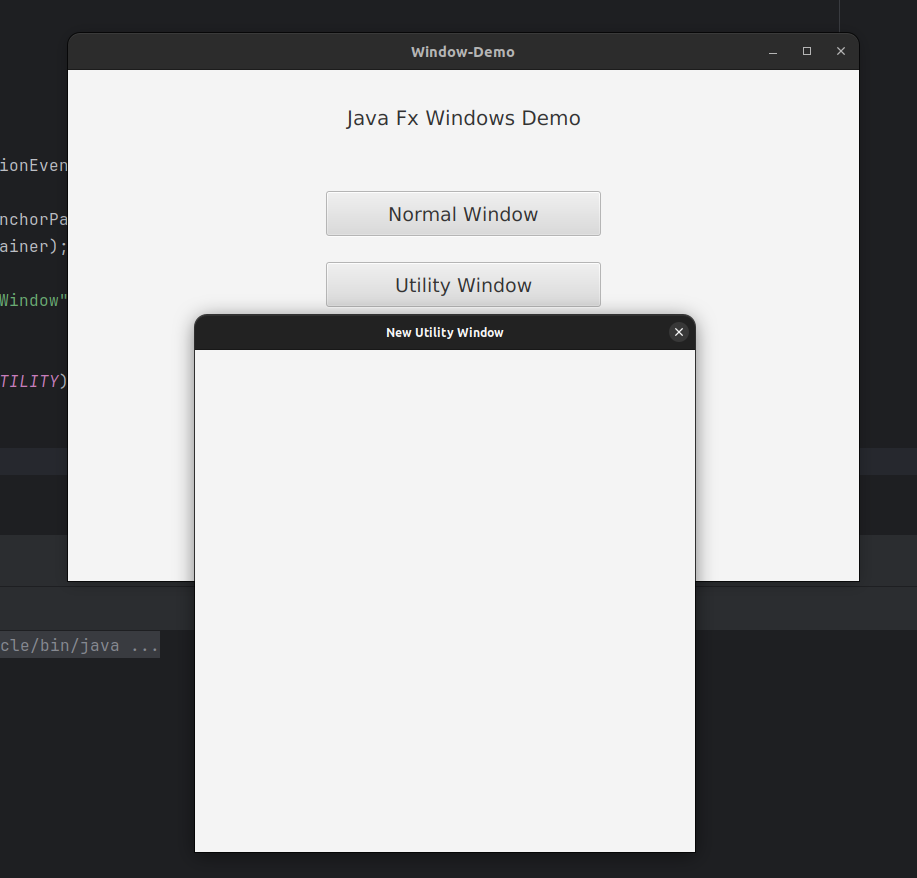 Window-Demo
Java Fx Windows Demo
ionEven
nchorPa
ainer);
Normal Window
Window"
Utility Window
New Utility Window
TILITY)
cle/bin/java ...